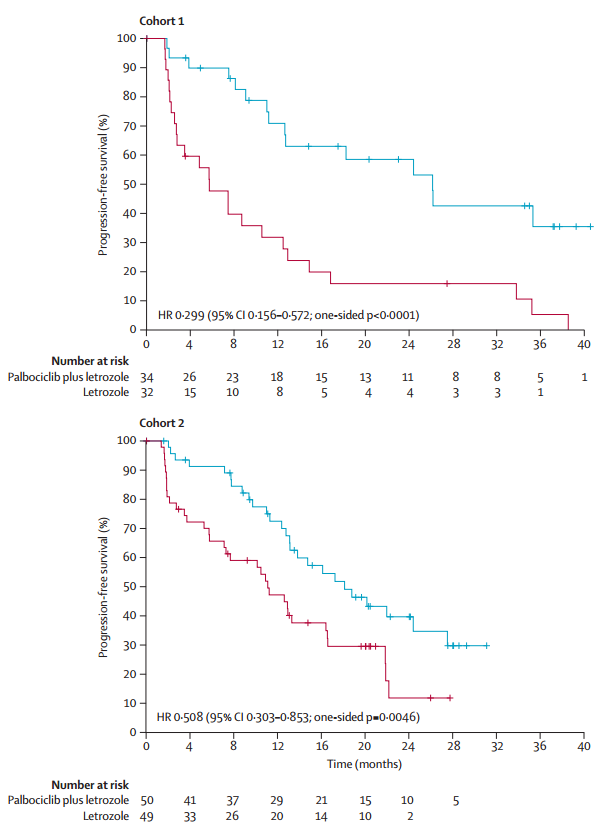 Cohort 1
100
90
80
70
60
50
40
30
20
10
0
Progression-free survival (%)
HR 0·299 (95% CI 0·156–0·572; one-sided p<0·0001)
0 4 8 12 16 20 24 28 32 36 40
Number at risk
Palbociclib plus letrozole 34 26 23 18 15 13 11 8 8 5 1
Letrozole 32 15 10 8 5 4 4 3 3 1
Cohort 2
100
90
80
70
60
50
40
30
20
10
0
Progression-free survival (%)
HR 0·508 (95% CI 0·303–0·853; one-sided p=0·0046)
0 4 8 12 16 20 24 28 32 36 40
Time (months)
Number at risk
Palbociclib plus letrozole 50 41 37 29 21 15 10 5
Letrozole 49 33 26 20 14 10 2